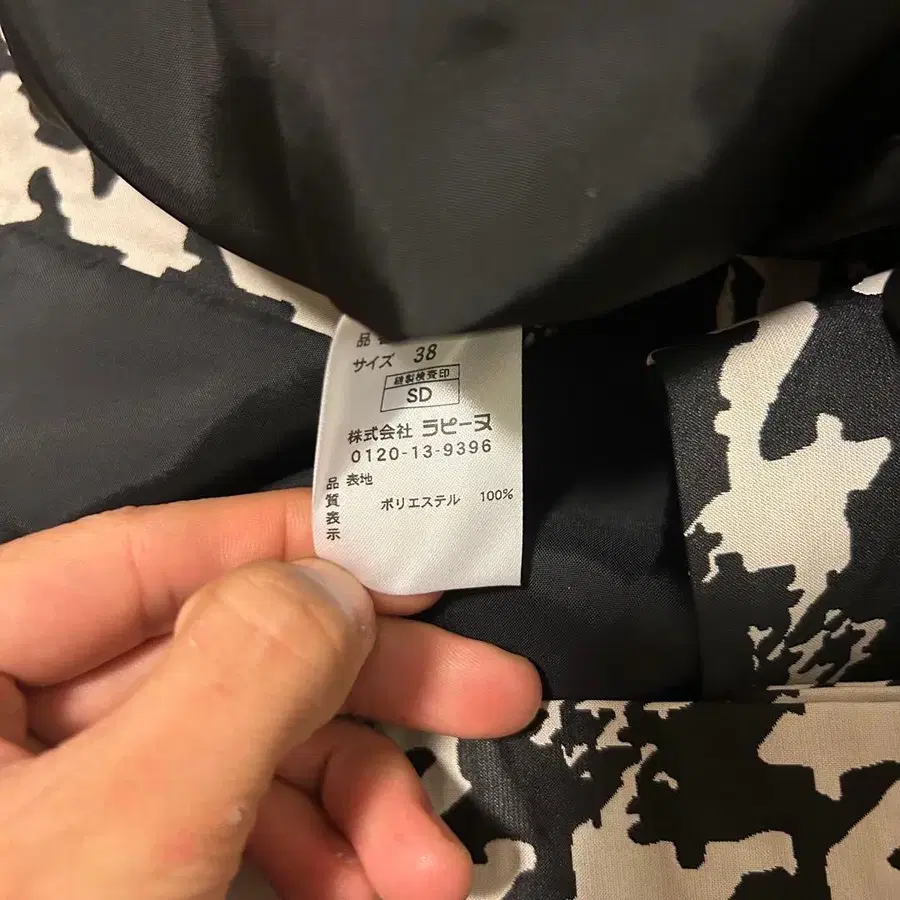 品
サイズ 38
縫製検査印
SD
株式会社 ラピーヌ
0120-13-9396
品質表示
表地
ポリエステル 100%